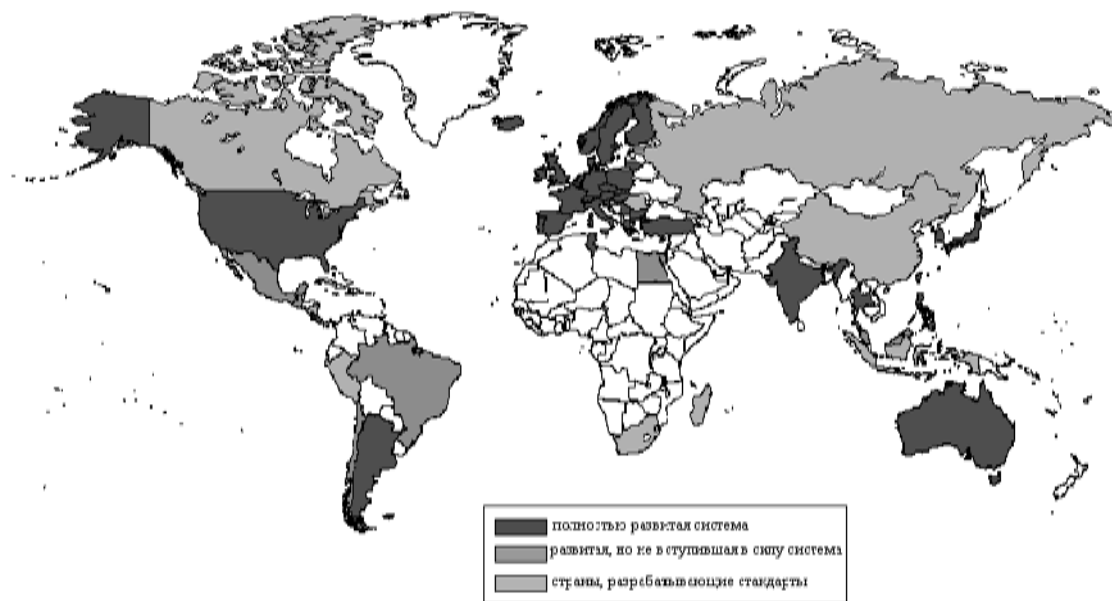 полностью развитая система
развитая, но не вступившая в силу система
страны, разрабатывающие стандарты